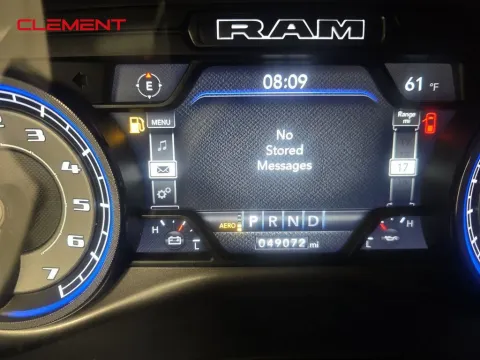 CLEMENT
RAM
E
08:09
61 °F
MENU
Range
mi
No
Stored
Messages
17
1
2
3
4
5
6
7
AERO
P R N D
H
C
049072 mi
H
C